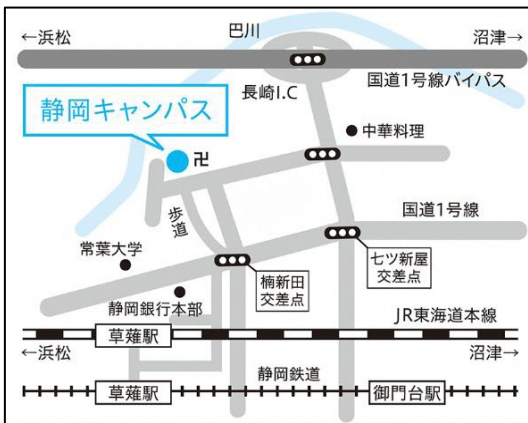 巴川
←浜松
沼津→
長崎I.C
国道1号線バイパス
静岡キャンパス
中華料理
卍
歩道
国道1号線
常葉大学
楠新田
交差点
七ツ新屋
交差点
静岡銀行本部
JR東海道本線
草薙駅
←浜松
沼津→
静岡鉄道
草薙駅
御門台駅